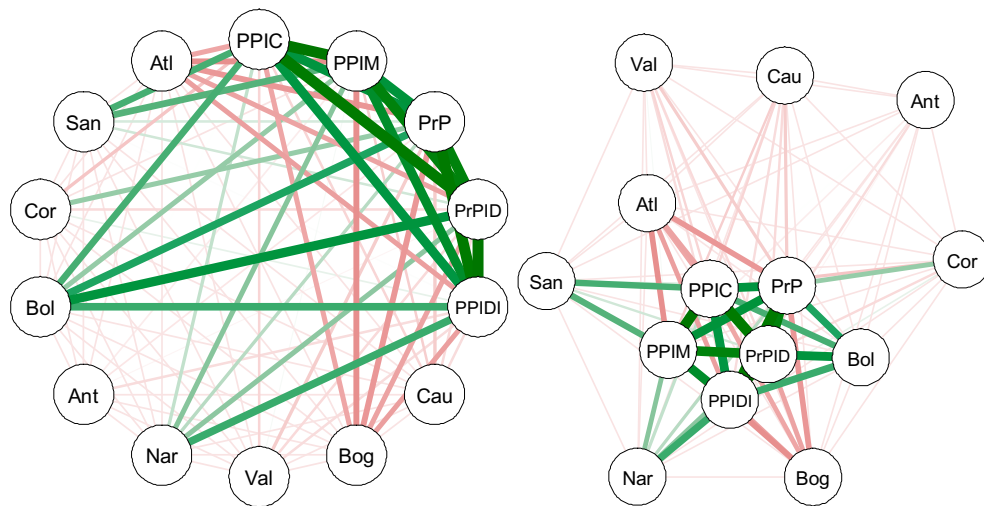 PPIC
PPIM
PrP
PrPID
PPIDI
Cau
Bog
Val
Nar
Ant
Bol
Cor
San
Atl
Val
Cau
Ant
Atl
San
PPIC
PrP
Cor
PPIM
PrPID
Bol
PPIDI
Nar
Bog